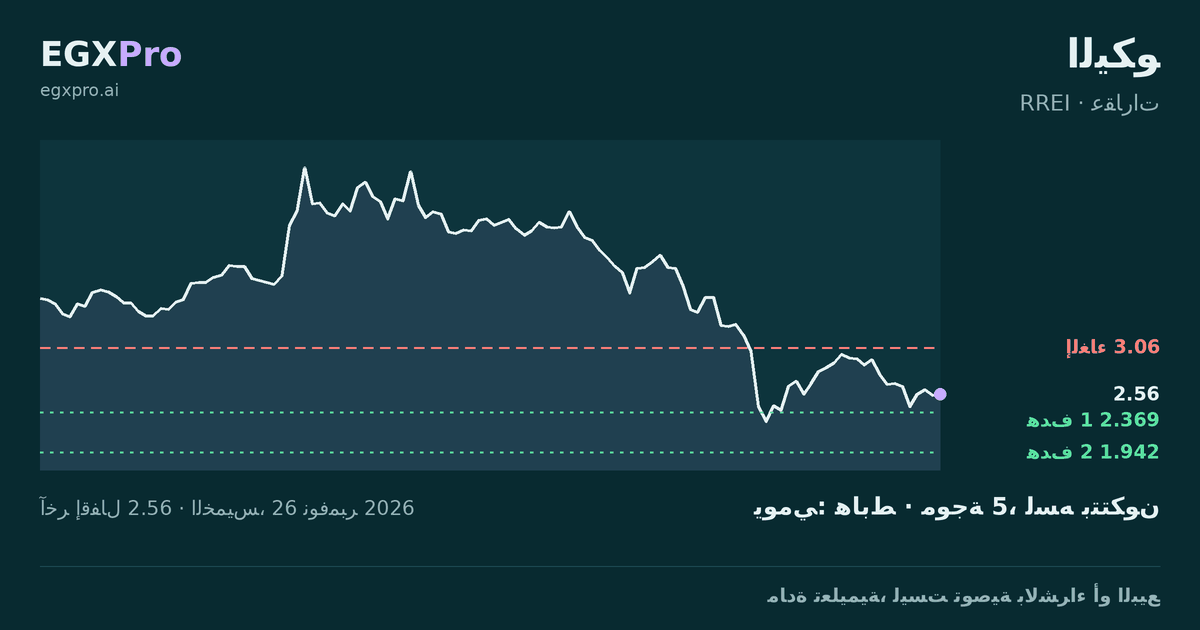 EGXPro
egxpro.ai
اليكو
RREI · عقارات
إلغاء 3.06
2.56
هدف 1 2.369
هدف 2 1.942
آخر إقفال 2.56 · الخميس، 26 نوفمبر 2026
يومي: هابط · موجة 5، لسه بتتكون
مادة تعليمية، ليست توصية بالشراء أو البيع